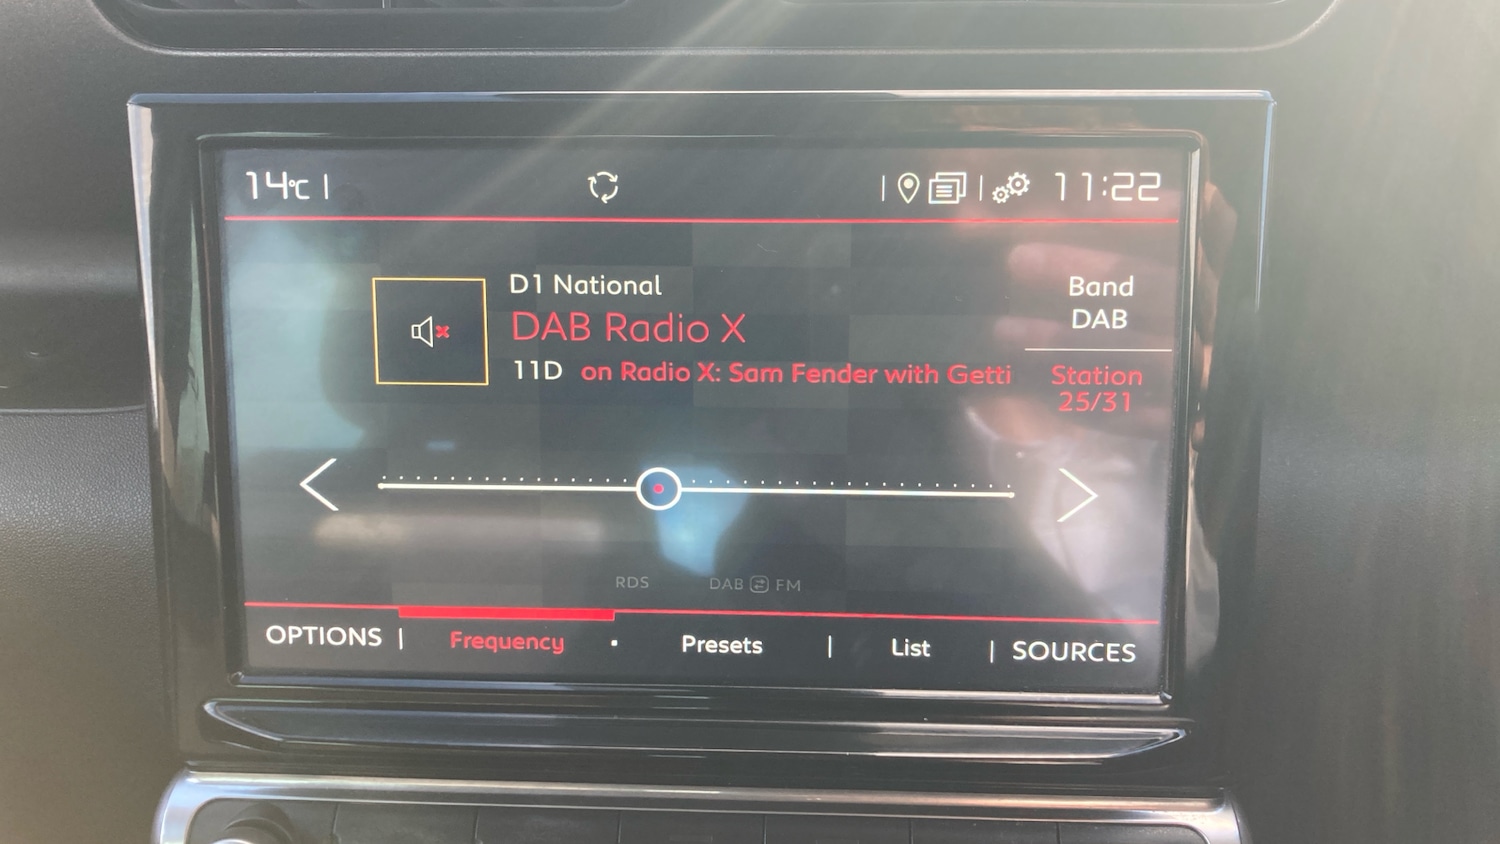 14°C
11:22
D1 National
DAB Radio X
11D on Radio X: Sam Fender with Getti
Band
DAB
Station
25/31
RDS DAB FM
OPTIONS Frequency Presets List SOURCES